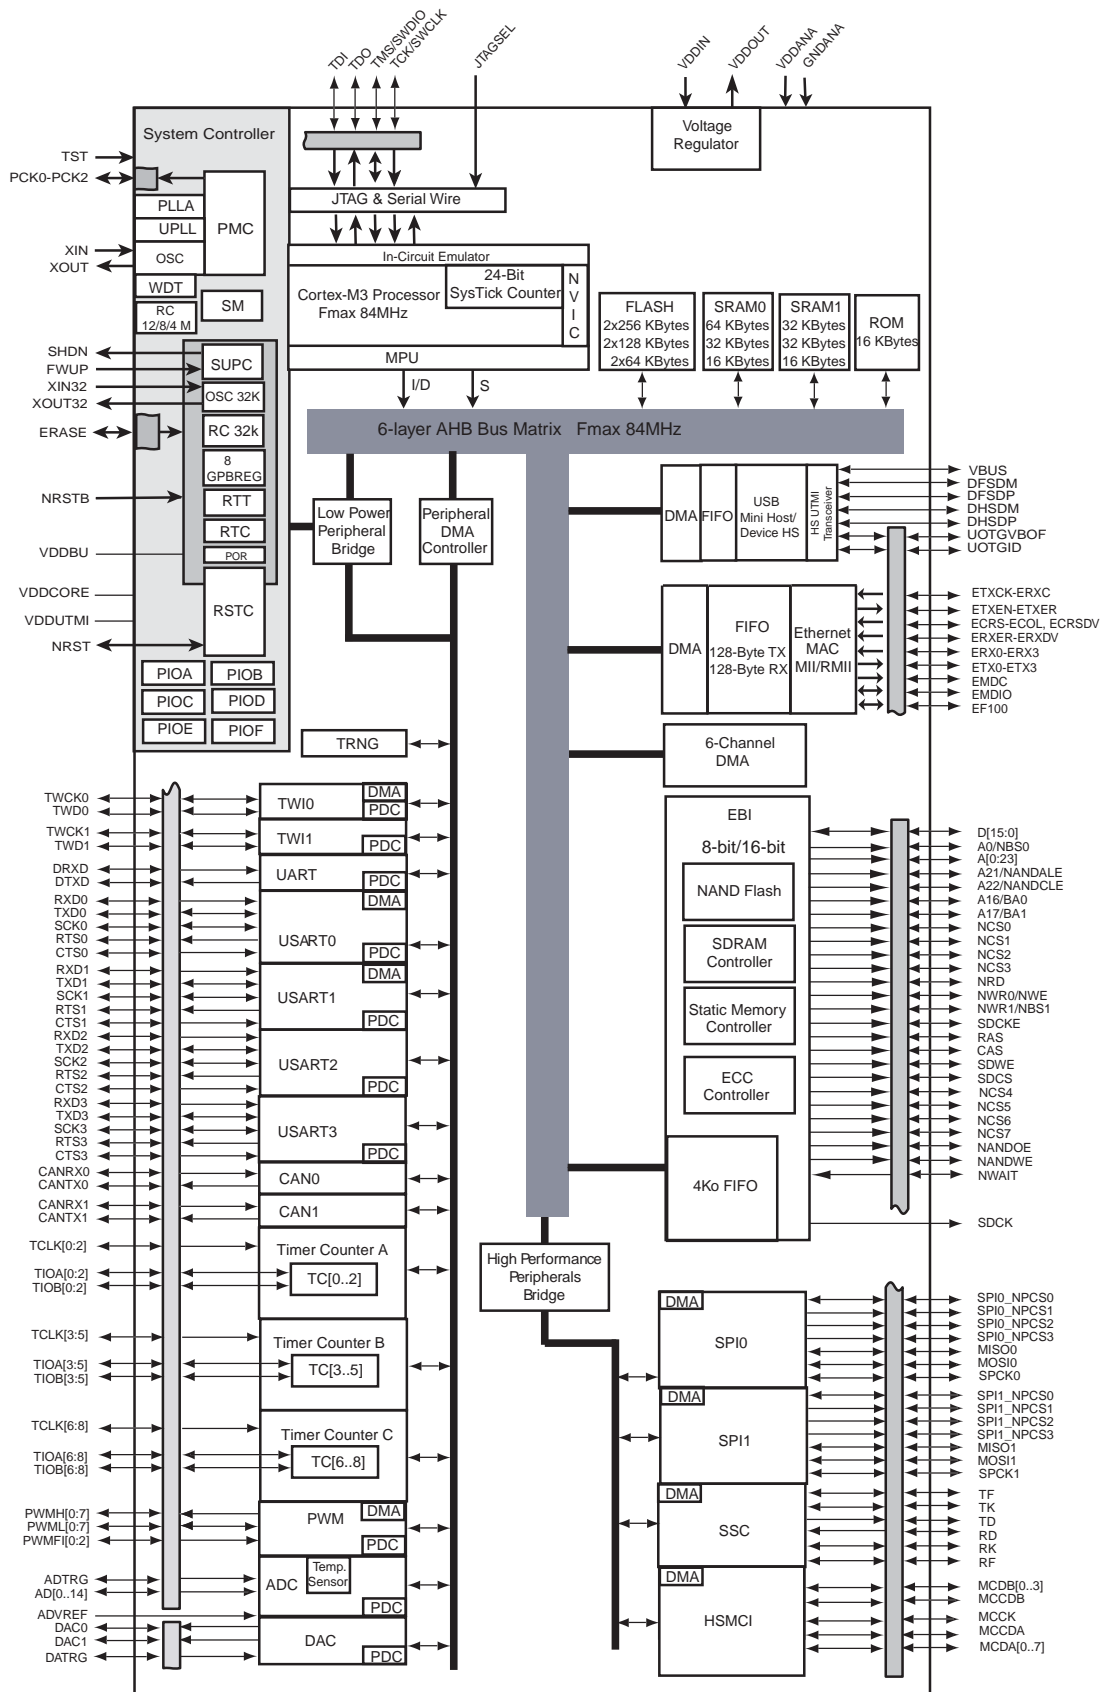 TDI
TDO
TMS/SWDIO
TCK/SWCLK
JTAGSEL
VDDIN
VDDOUT
VDDANA
GNDANA
System Controller
Voltage
Regulator
TST
PCK0-PCK2
PLLA
UPLL
PMC
JTAG & Serial Wire
XIN
XOUT
OSC
In-Circuit Emulator
WDT
RC
12/8/4 M
SM
Cortex-M3 Processor
Fmax 84MHz
24-Bit
SysTick Counter
N
V
I
C
MPU
FLASH
2x256 KBytes
2x128 KBytes
2x64 KBytes
SRAM0
64 KBytes
32 KBytes
16 KBytes
SRAM1
32 KBytes
32 KBytes
16 KBytes
ROM
16 KBytes
SHDN
FWUP
XIN32
XOUT32
ERASE
NRSTB
VDDBU
VDDCORE
VDDUTMI
NRST
SUPC
OSC 32K
RC 32k
8
GPBREG
RTT
RTC
POR
RSTC
PIOA
PIOB
PIOC
PIOD
PIOE
PIOF
I/D
S
6-layer AHB Bus Matrix Fmax 84MHz
Low Power
Peripheral
Bridge
Peripheral
DMA
Controller
DMA
FIFO
USB
Mini Host/
Device HS
HS UTMI
Transceiver
VBUS
DFSDM
DFSDP
DHSDM
DHSDP
UOTGVBOF
UOTGID
DMA
FIFO
128-Byte TX
128-Byte RX
Ethernet
MAC
MII/RMII
ETXCK-ERXC
ETXEN-ETXER
ECRS-ECOL, ECRSDV
ERXER-ERXDV
ERX0-ERX3
ETX0-ETX3
EMDC
EMDIO
EF100
TRNG
6-Channel
DMA
TWCK0
TWD0
TWI0
DMA
PDC
TWCK1
TWD1
TWI1
PDC
DRXD
DTXD
UART
PDC
RXD0
TXD0
SCK0
RTS0
CTS0
USART0
DMA
PDC
RXD1
TXD1
SCK1
RTS1
CTS1
USART1
DMA
PDC
RXD2
TXD2
SCK2
RTS2
CTS2
USART2
PDC
RXD3
TXD3
SCK3
RTS3
CTS3
USART3
PDC
CANRX0
CANTX0
CAN0
CANRX1
CANTX1
CAN1
TCLK[0:2]
TIOA[0:2]
TIOB[0:2]
Timer Counter A
TC[0..2]
TCLK[3:5]
TIOA[3:5]
TIOB[3:5]
Timer Counter B
TC[3..5]
TCLK[6:8]
TIOA[6:8]
TIOB[6:8]
Timer Counter C
TC[6..8]
PWMH[0:7]
PWML[0:7]
PWMFI[0:2]
PWM
DMA
PDC
ADTRG
AD[0..14]
ADVREF
ADC
Temp.
Sensor
PDC
DAC0
DAC1
DATRG
DAC
PDC
EBI
8-bit/16-bit
NAND Flash
SDRAM
Controller
Static Memory
Controller
ECC
Controller
4Ko FIFO
D[15:0]
A0/NBS0
A[0:23]
A21/NANDALE
A22/NANDCLE
A16/BA0
A17/BA1
NCS0
NCS1
NCS2
NCS3
NRD
NWR0/NWE
NWR1/NBS1
SDCKE
RAS
CAS
SDWE
SDCS
NCS4
NCS5
NCS6
NCS7
NANDOE
NANDWE
NWAIT
SDCK
High Performance
Peripherals
Bridge
DMA
SPI0
SPI0_NPCS0
SPI0_NPCS1
SPI0_NPCS2
SPI0_NPCS3
MISO0
MOSI0
SPCK0
DMA
SPI1
SPI1_NPCS0
SPI1_NPCS1
SPI1_NPCS2
SPI1_NPCS3
MISO1
MOSI1
SPCK1
DMA
SSC
TF
TK
TD
RD
RK
RF
DMA
HSMCI
MCDB[0..3]
MCCDB
MCCK
MCCDA
MCDA[0..7]